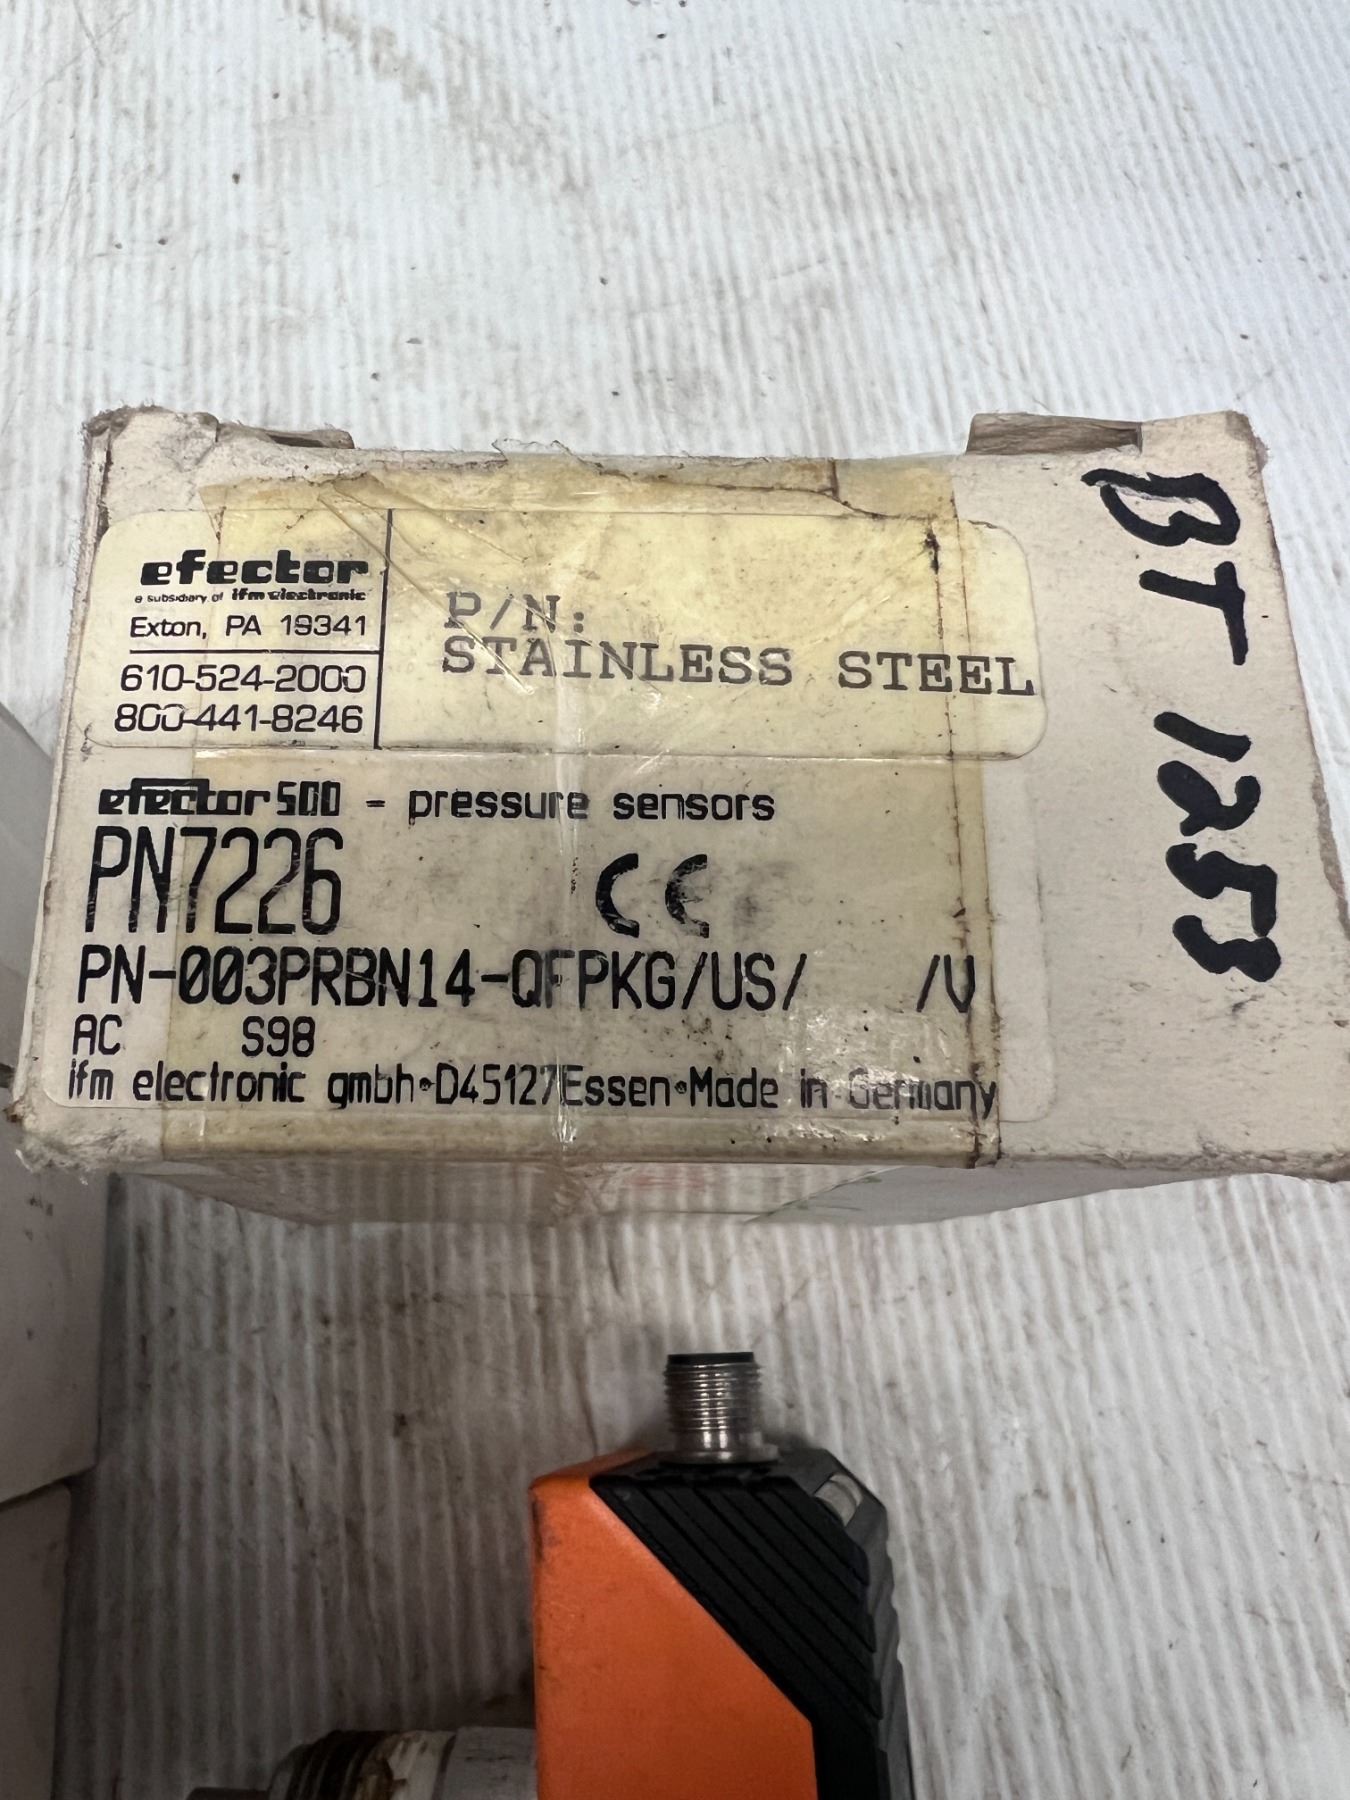 efector
a subsidiary of ifm electronic
Exton, PA 19341
610-524-2000
800-441-8246
P/N:
STAINLESS STEEL
efector500 - pressure sensors
PN7226
CE
PN-003PRBN14-QFPKG/US/ /V
AC S98
ifm electronic gmbh•D45127Essen•Made in Germany
BT 1253